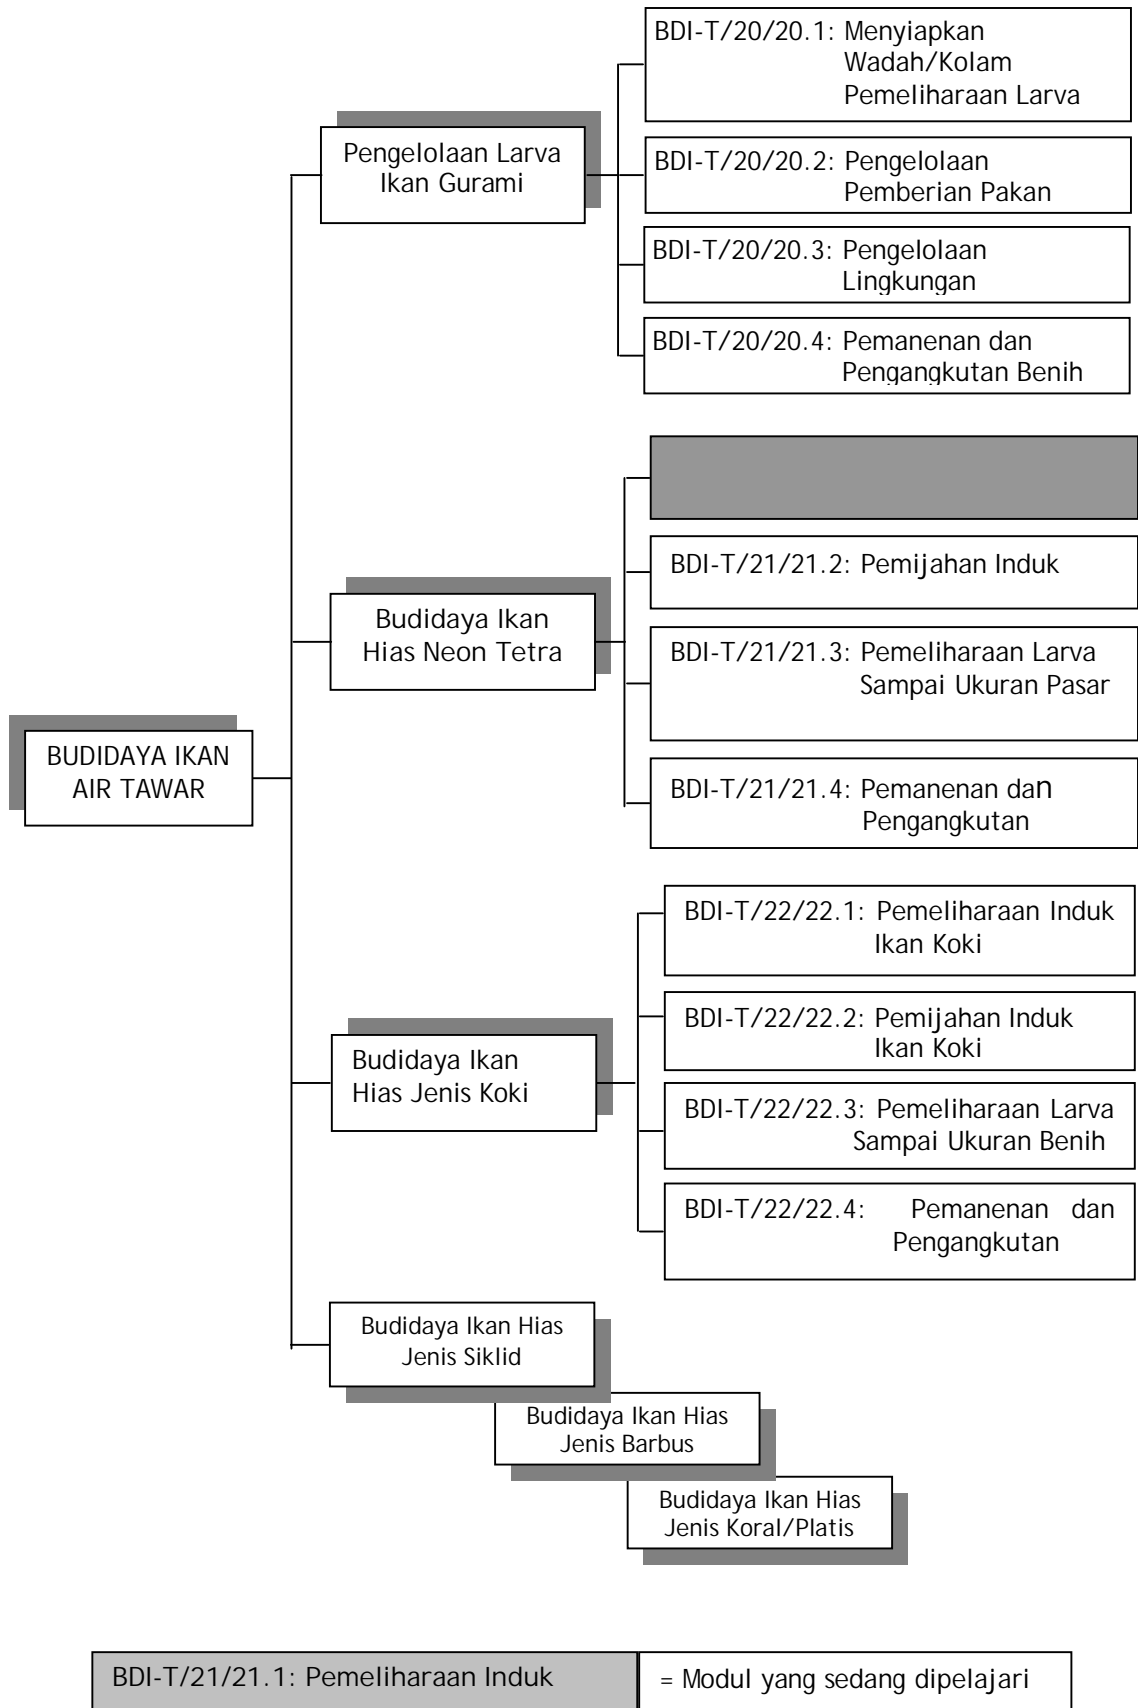 BDI-T/20/20.1: Menyiapkan
Wadah/Kolam
Pemeliharaan Larva
Pengelolaan Larva
Ikan Gurami
BDI-T/20/20.2: Pengelolaan
Pemberian Pakan
BDI-T/20/20.3: Pengelolaan
Lingkungan
BDI-T/20/20.4: Pemanenan dan
Pengangkutan Benih
BDI-T/21/21.2: Pemijahan Induk
Budidaya Ikan
Hias Neon Tetra
BDI-T/21/21.3: Pemeliharaan Larva
Sampai Ukuran Pasar
BUDIDAYA IKAN
AIR TAWAR
BDI-T/21/21.4: Pemanenan dan
Pengangkutan
BDI-T/22/22.1: Pemeliharaan Induk
Ikan Koki
BDI-T/22/22.2: Pemijahan Induk
Ikan Koki
Budidaya Ikan
Hias Jenis Koki
BDI-T/22/22.3: Pemeliharaan Larva
Sampai Ukuran Benih
BDI-T/22/22.4: Pemanenan dan
Pengangkutan
Budidaya Ikan Hias
Jenis Siklid
Budidaya Ikan Hias
Jenis Barbus
Budidaya Ikan Hias
Jenis Koral/Platis
BDI-T/21/21.1: Pemeliharaan Induk = Modul yang sedang dipelajari